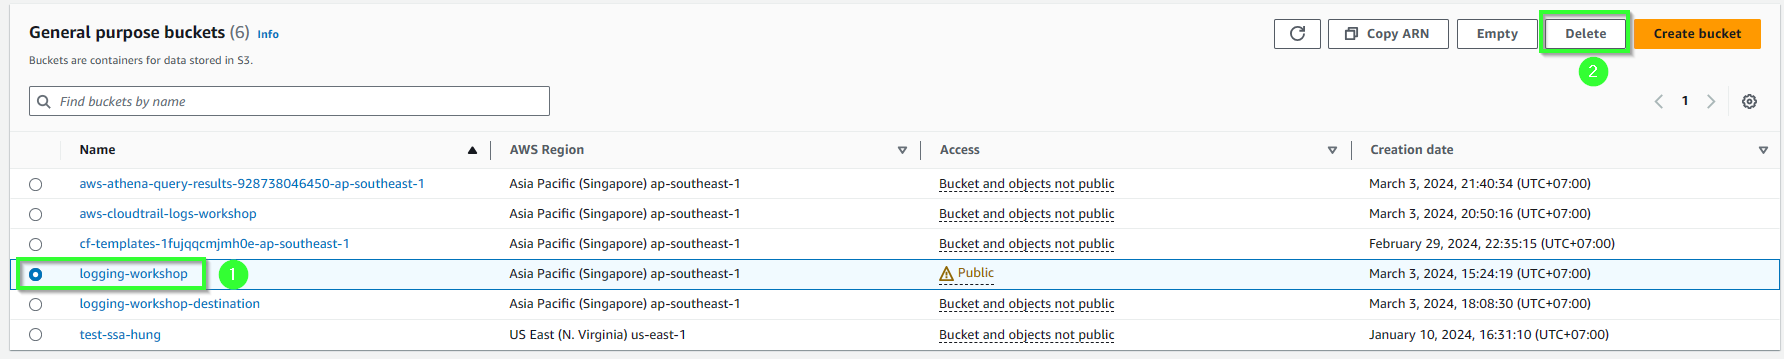 General purpose buckets (6) Info
Copy ARN Empty Delete Create bucket
Buckets are containers for data stored in S3.
2
Find buckets by name
1
Name AWS Region Access Creation date
aws-athena-query-results-928738046450-ap-southeast-1 Asia Pacific (Singapore) ap-southeast-1 Bucket and objects not public March 3, 2024, 21:40:34 (UTC+07:00)
aws-cloudtrail-logs-workshop Asia Pacific (Singapore) ap-southeast-1 Bucket and objects not public March 3, 2024, 20:50:16 (UTC+07:00)
cf-templates-1fujqqcmjmh0e-ap-southeast-1 Asia Pacific (Singapore) ap-southeast-1 Bucket and objects not public February 29, 2024, 22:35:15 (UTC+07:00)
logging-workshop 1 Asia Pacific (Singapore) ap-southeast-1 Public March 3, 2024, 15:24:19 (UTC+07:00)
logging-workshop-destination Asia Pacific (Singapore) ap-southeast-1 Bucket and objects not public March 3, 2024, 18:08:30 (UTC+07:00)
test-ssa-hung US East (N. Virginia) us-east-1 Bucket and objects not public January 10, 2024, 16:31:10 (UTC+07:00)